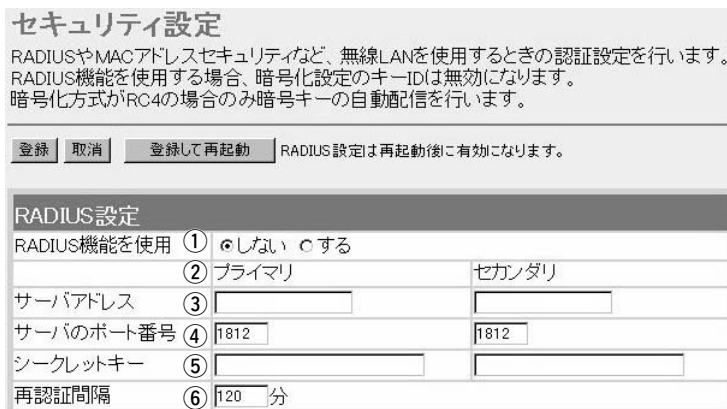 セキュリティ設定
RADIUSやMACアドレスセキュリティなど、無線LANを使用するときの認証設定を行います。
RADIUS機能を使用する場合、暗号化設定のキーIDは無効になります。
暗号化方式がRC4の場合のみ暗号キーの自動配信を行います。
登録 取消 登録して再起動 RADIUS設定は再起動後に有効になります。
RADIUS設定
RADIUS機能を使用 ① しない する
② プライマリ セカンダリ
サーバアドレス ③
サーバのポート番号 ④ 1812 1812
シークレットキー ⑤
再認証間隔 ⑥ 120 分